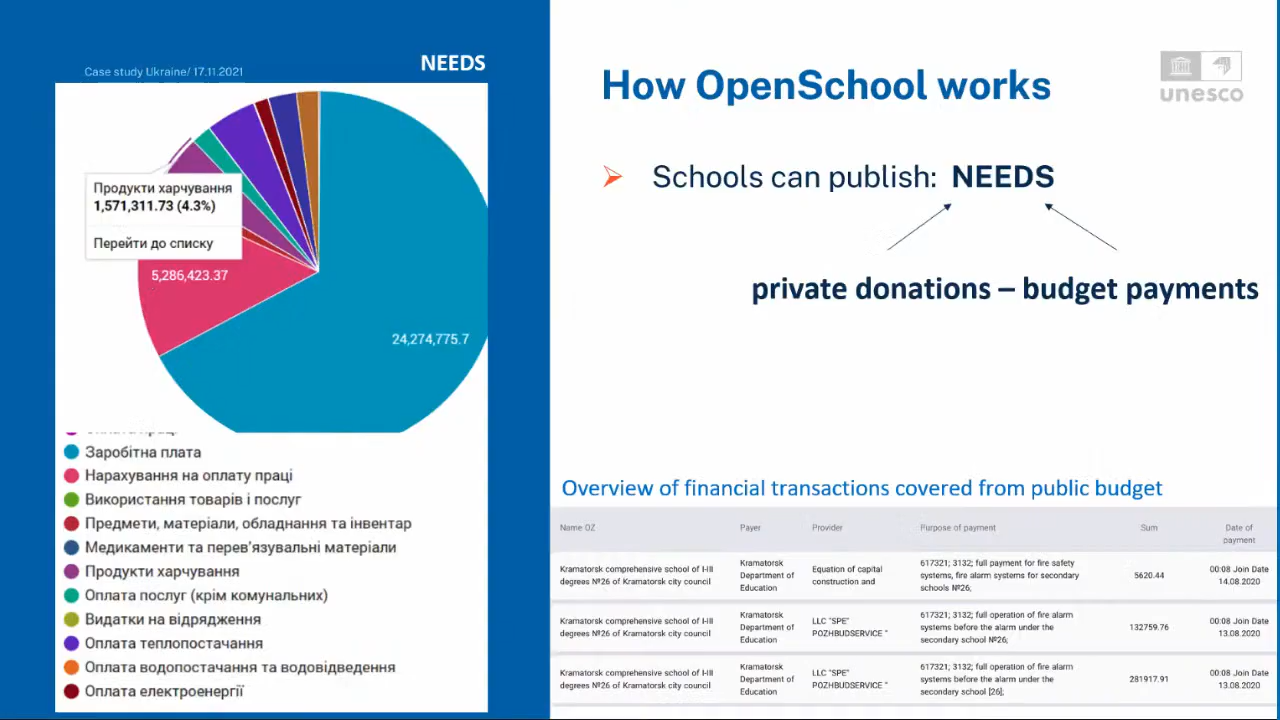 Case study Ukraine/ 17.11.2021
NEEDS
Продукти харчування
1,571,311.73 (4.3%)
Перейти до списку
5,286,423.37
24,274,775.7
Заробітна плата
Нарахування на оплату праці
Використання товарів і послуг
Предмети, матеріали, обладнання та інвентар
Медикаменти та перев'язувальні матеріали
Продукти харчування
Оплата послуг (крім комунальних)
Видатки на відрядження
Оплата теплопостачання
Оплата водопостачання та водовідведення
Оплата електроенергії
How OpenSchool works
unesco
Schools can publish: NEEDS
private donations – budget payments
Overview of financial transactions covered from public budget
Name OZ Payer Provider Purpose of payment Sum Date of
payment
Kramatorsk comprehensive school of I-III
degrees №26 of Kramatorsk city council
Kramatorsk
Department of
Education
Equation of capital
construction and
617321; 3132; full payment for fire safety
systems, fire alarm systems for secondary
schools №26;
5620.44
00:08 Join Date
14.08.2020
Kramatorsk comprehensive school of I-III
degrees №26 of Kramatorsk city council
Kramatorsk
Department of
Education
LLC "SPE"
POZHBUDSERVICE "
617321; 3132; full operation of fire alarm
systems before the alarm under the
secondary school №26;
132759.76
00:08 Join Date
13.08.2020
Kramatorsk comprehensive school of I-III
degrees №26 of Kramatorsk city council
Kramatorsk
Department of
Education
LLC "SPE"
POZHBUDSERVICE "
617321; 3132; full operation of fire alarm
systems before the alarm under the
secondary school [26];
281917.91
00:08 Join Date
13.08.2020